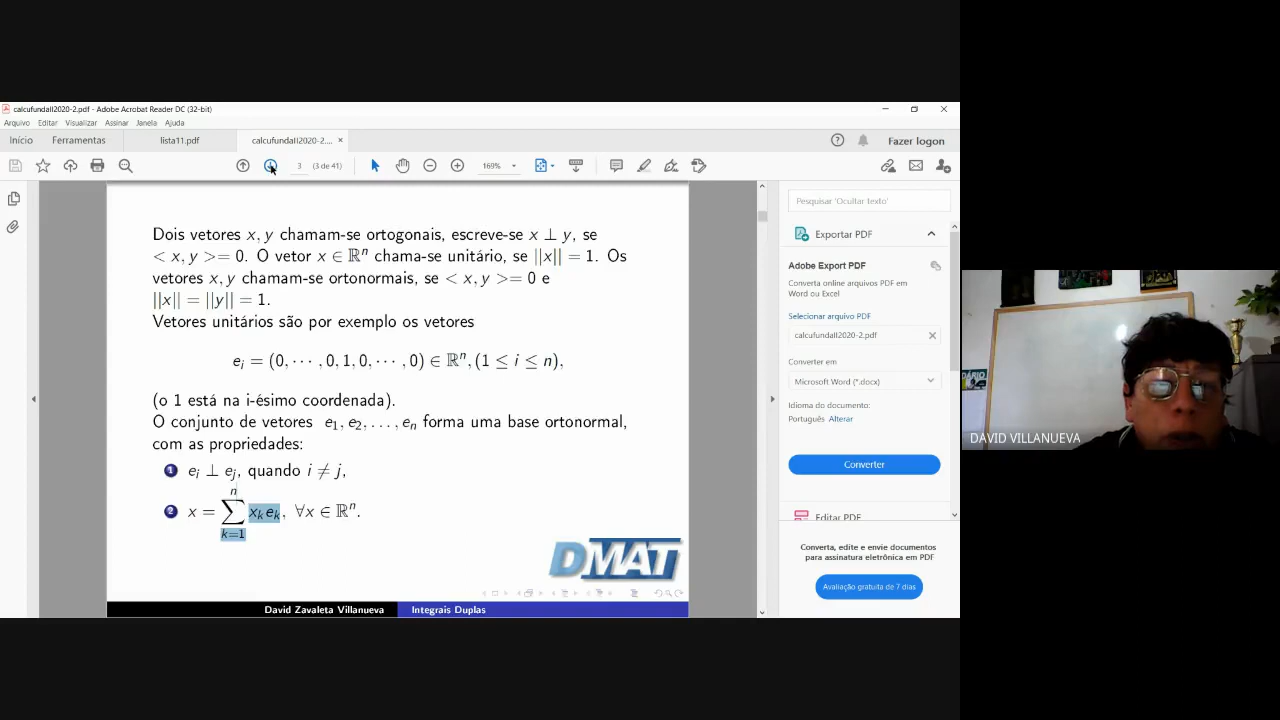 calcufundaII2020-2.pdf - Adobe Acrobat Reader DC (32-bit)
Arquivo Editar Visualizar Assinar Janela Ajuda
Início Ferramentas lista11.pdf calcufundaII2020-2.... × Fazer logon
3 (3 de 41) 169%
Dois vetores x, y chamam-se ortogonais, escreve-se x ⊥ y, se
< x, y >= 0. O vetor x ∈ ℝⁿ chama-se unitário, se ||x|| = 1. Os
vetores x, y chamam-se ortonormais, se < x, y >= 0 e
||x|| = ||y|| = 1.
Vetores unitários são por exemplo os vetores
eᵢ = (0, ⋯ , 0, 1, 0, ⋯ , 0) ∈ ℝⁿ, (1 ≤ i ≤ n),
(o 1 está na i-ésimo coordenada).
O conjunto de vetores e₁, e₂, . . . , eₙ forma uma base ortonormal,
com as propriedades:
1 eᵢ ⊥ eⱼ, quando i ≠ j,
2 x = ∑ₖ₌₁ⁿ xₖeₖ, ∀x ∈ ℝⁿ.
DMAT
David Zavaleta Villanueva Integrais Duplas
Pesquisar 'Ocultar texto'
Exportar PDF
Adobe Export PDF
Converta online arquivos PDF em
Word ou Excel
Selecionar arquivo PDF
calcufundaII2020-2.pdf
Converter em
Microsoft Word (*.docx)
Idioma do documento:
Português Alterar
Converter
Editar PDF
Converta, edite e envie documentos
para assinatura eletrônica em PDF
Avaliação gratuita de 7 dias
DAVID VILLANUEVA